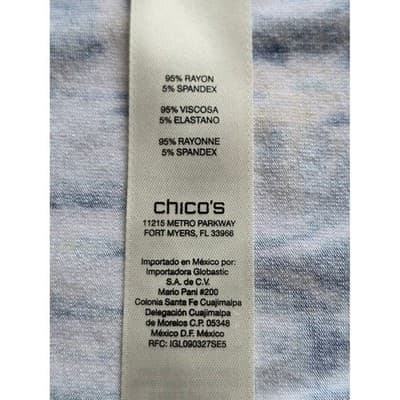 95% RAYON
5% SPANDEX
95% VISCOSA
5% ELASTANO
95% RAYONNE
5% SPANDEX
chico's
11215 METRO PARKWAY
FORT MYERS, FL 33966
Importado en México por:
Importadora Globastic
S.A. de C.V.
Mario Pani #200
Colonia Santa Fe Cuajimalpa
Delegación Cuajimalpa
de Morelos C.P. 05348
México D.F. México
RFC: IGL090327SE5